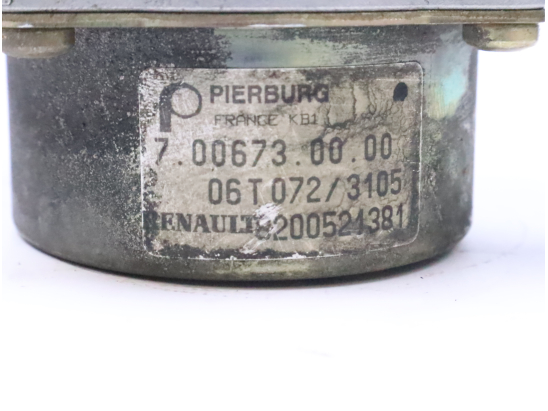 PIERBURG
FRANCE KB1
7.00673.00.00
06T072/3105
RENAULT 8200521381